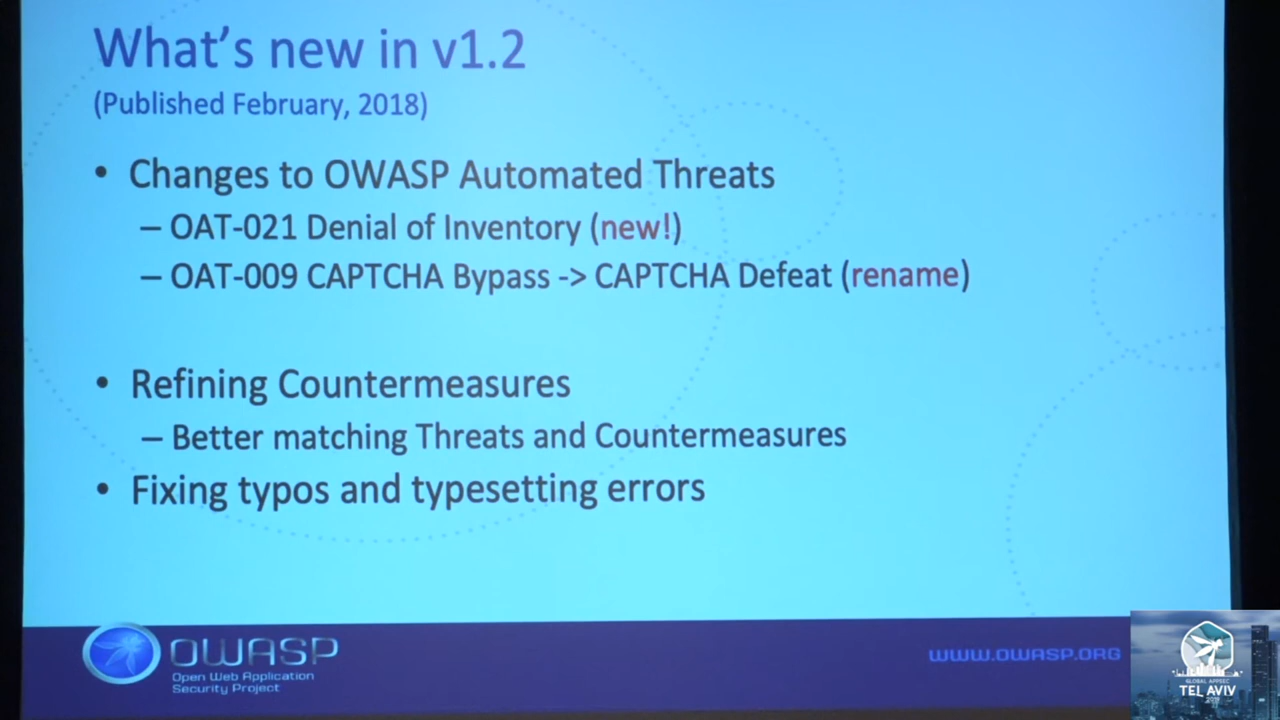 What's new in v1.2
(Published February, 2018)
• Changes to OWASP Automated Threats
– OAT-021 Denial of Inventory (new!)
– OAT-009 CAPTCHA Bypass -> CAPTCHA Defeat (rename)
• Refining Countermeasures
– Better matching Threats and Countermeasures
• Fixing typos and typesetting errors
OWASP
Open Web Application
Security Project
WWW.OWASP.ORG
GLOBAL APPSEC
TEL AVIV